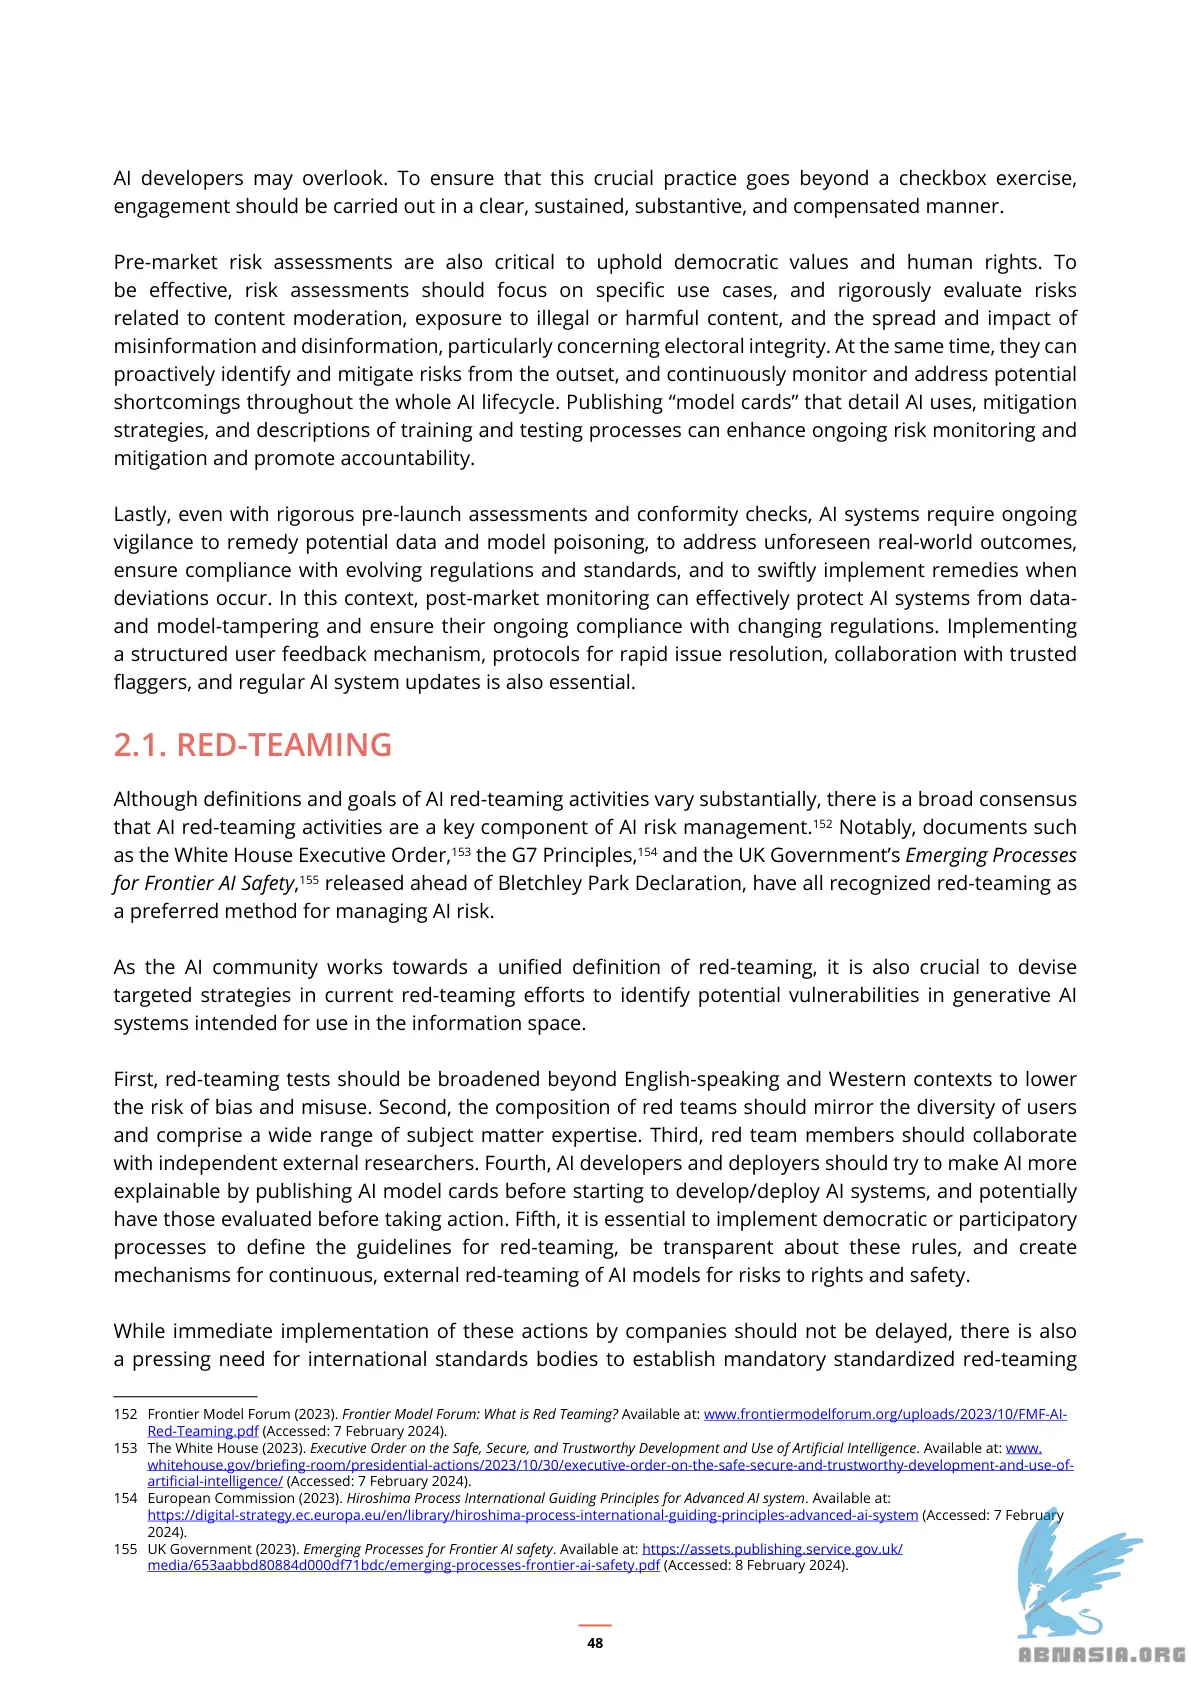 AI developers may overlook. To ensure that this crucial practice goes beyond a checkbox exercise,
engagement should be carried out in a clear, sustained, substantive, and compensated manner.
Pre-market risk assessments are also critical to uphold democratic values and human rights. To
be effective, risk assessments should focus on specific use cases, and rigorously evaluate risks
related to content moderation, exposure to illegal or harmful content, and the spread and impact of
misinformation and disinformation, particularly concerning electoral integrity. At the same time, they can
proactively identify and mitigate risks from the outset, and continuously monitor and address potential
shortcomings throughout the whole AI lifecycle. Publishing “model cards” that detail AI uses, mitigation
strategies, and descriptions of training and testing processes can enhance ongoing risk monitoring and
mitigation and promote accountability.
Lastly, even with rigorous pre-launch assessments and conformity checks, AI systems require ongoing
vigilance to remedy potential data and model poisoning, to address unforeseen real-world outcomes,
ensure compliance with evolving regulations and standards, and to swiftly implement remedies when
deviations occur. In this context, post-market monitoring can effectively protect AI systems from data-
and model-tampering and ensure their ongoing compliance with changing regulations. Implementing
a structured user feedback mechanism, protocols for rapid issue resolution, collaboration with trusted
flaggers, and regular AI system updates is also essential.
2.1. RED-TEAMING
Although definitions and goals of AI red-teaming activities vary substantially, there is a broad consensus
that AI red-teaming activities are a key component of AI risk management.152 Notably, documents such
as the White House Executive Order,153 the G7 Principles,154 and the UK Government’s Emerging Processes
for Frontier AI Safety,155 released ahead of Bletchley Park Declaration, have all recognized red-teaming as
a preferred method for managing AI risk.
As the AI community works towards a unified definition of red-teaming, it is also crucial to devise
targeted strategies in current red-teaming efforts to identify potential vulnerabilities in generative AI
systems intended for use in the information space.
First, red-teaming tests should be broadened beyond English-speaking and Western contexts to lower
the risk of bias and misuse. Second, the composition of red teams should mirror the diversity of users
and comprise a wide range of subject matter expertise. Third, red team members should collaborate
with independent external researchers. Fourth, AI developers and deployers should try to make AI more
explainable by publishing AI model cards before starting to develop/deploy AI systems, and potentially
have those evaluated before taking action. Fifth, it is essential to implement democratic or participatory
processes to define the guidelines for red-teaming, be transparent about these rules, and create
mechanisms for continuous, external red-teaming of AI models for risks to rights and safety.
While immediate implementation of these actions by companies should not be delayed, there is also
a pressing need for international standards bodies to establish mandatory standardized red-teaming
152 Frontier Model Forum (2023). Frontier Model Forum: What is Red Teaming? Available at: www.frontiermodelforum.org/uploads/2023/10/FMF-AI-
Red-Teaming.pdf (Accessed: 7 February 2024).
153 The White House (2023). Executive Order on the Safe, Secure, and Trustworthy Development and Use of Artificial Intelligence. Available at: www.
whitehouse.gov/briefing-room/presidential-actions/2023/10/30/executive-order-on-the-safe-secure-and-trustworthy-development-and-use-of-
artificial-intelligence/ (Accessed: 7 February 2024).
154 European Commission (2023). Hiroshima Process International Guiding Principles for Advanced AI system. Available at:
https://digital-strategy.ec.europa.eu/en/library/hiroshima-process-international-guiding-principles-advanced-ai-system (Accessed: 7 February
2024).
155 UK Government (2023). Emerging Processes for Frontier AI safety. Available at: https://assets.publishing.service.gov.uk/
media/653aabbd80884d000df71bdc/emerging-processes-frontier-ai-safety.pdf (Accessed: 8 February 2024).
48
ABNASIA.ORG